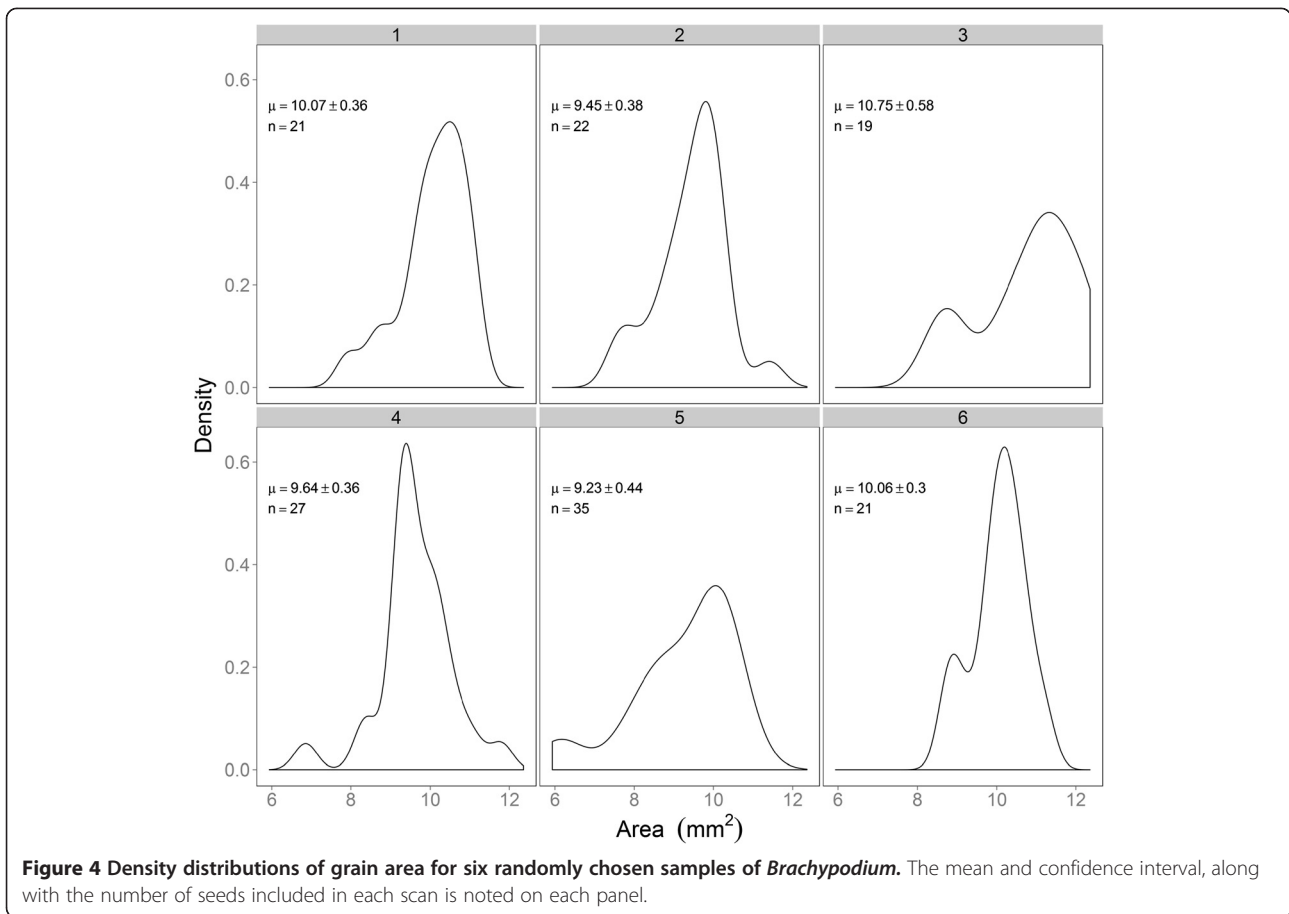 1 2 3
0.6
μ = 10.07 ± 0.36
n = 21
μ = 9.45 ± 0.38
n = 22
μ = 10.75 ± 0.58
n = 19
0.4
0.2
0.0
Density
4 5 6
0.6
μ = 9.64 ± 0.36
n = 27
μ = 9.23 ± 0.44
n = 35
μ = 10.06 ± 0.3
n = 21
0.4
0.2
0.0
6 8 10 12 6 8 10 12 6 8 10 12
Area (mm²)
Figure 4 Density distributions of grain area for six randomly chosen samples of Brachypodium. The mean and confidence interval, along
with the number of seeds included in each scan is noted on each panel.